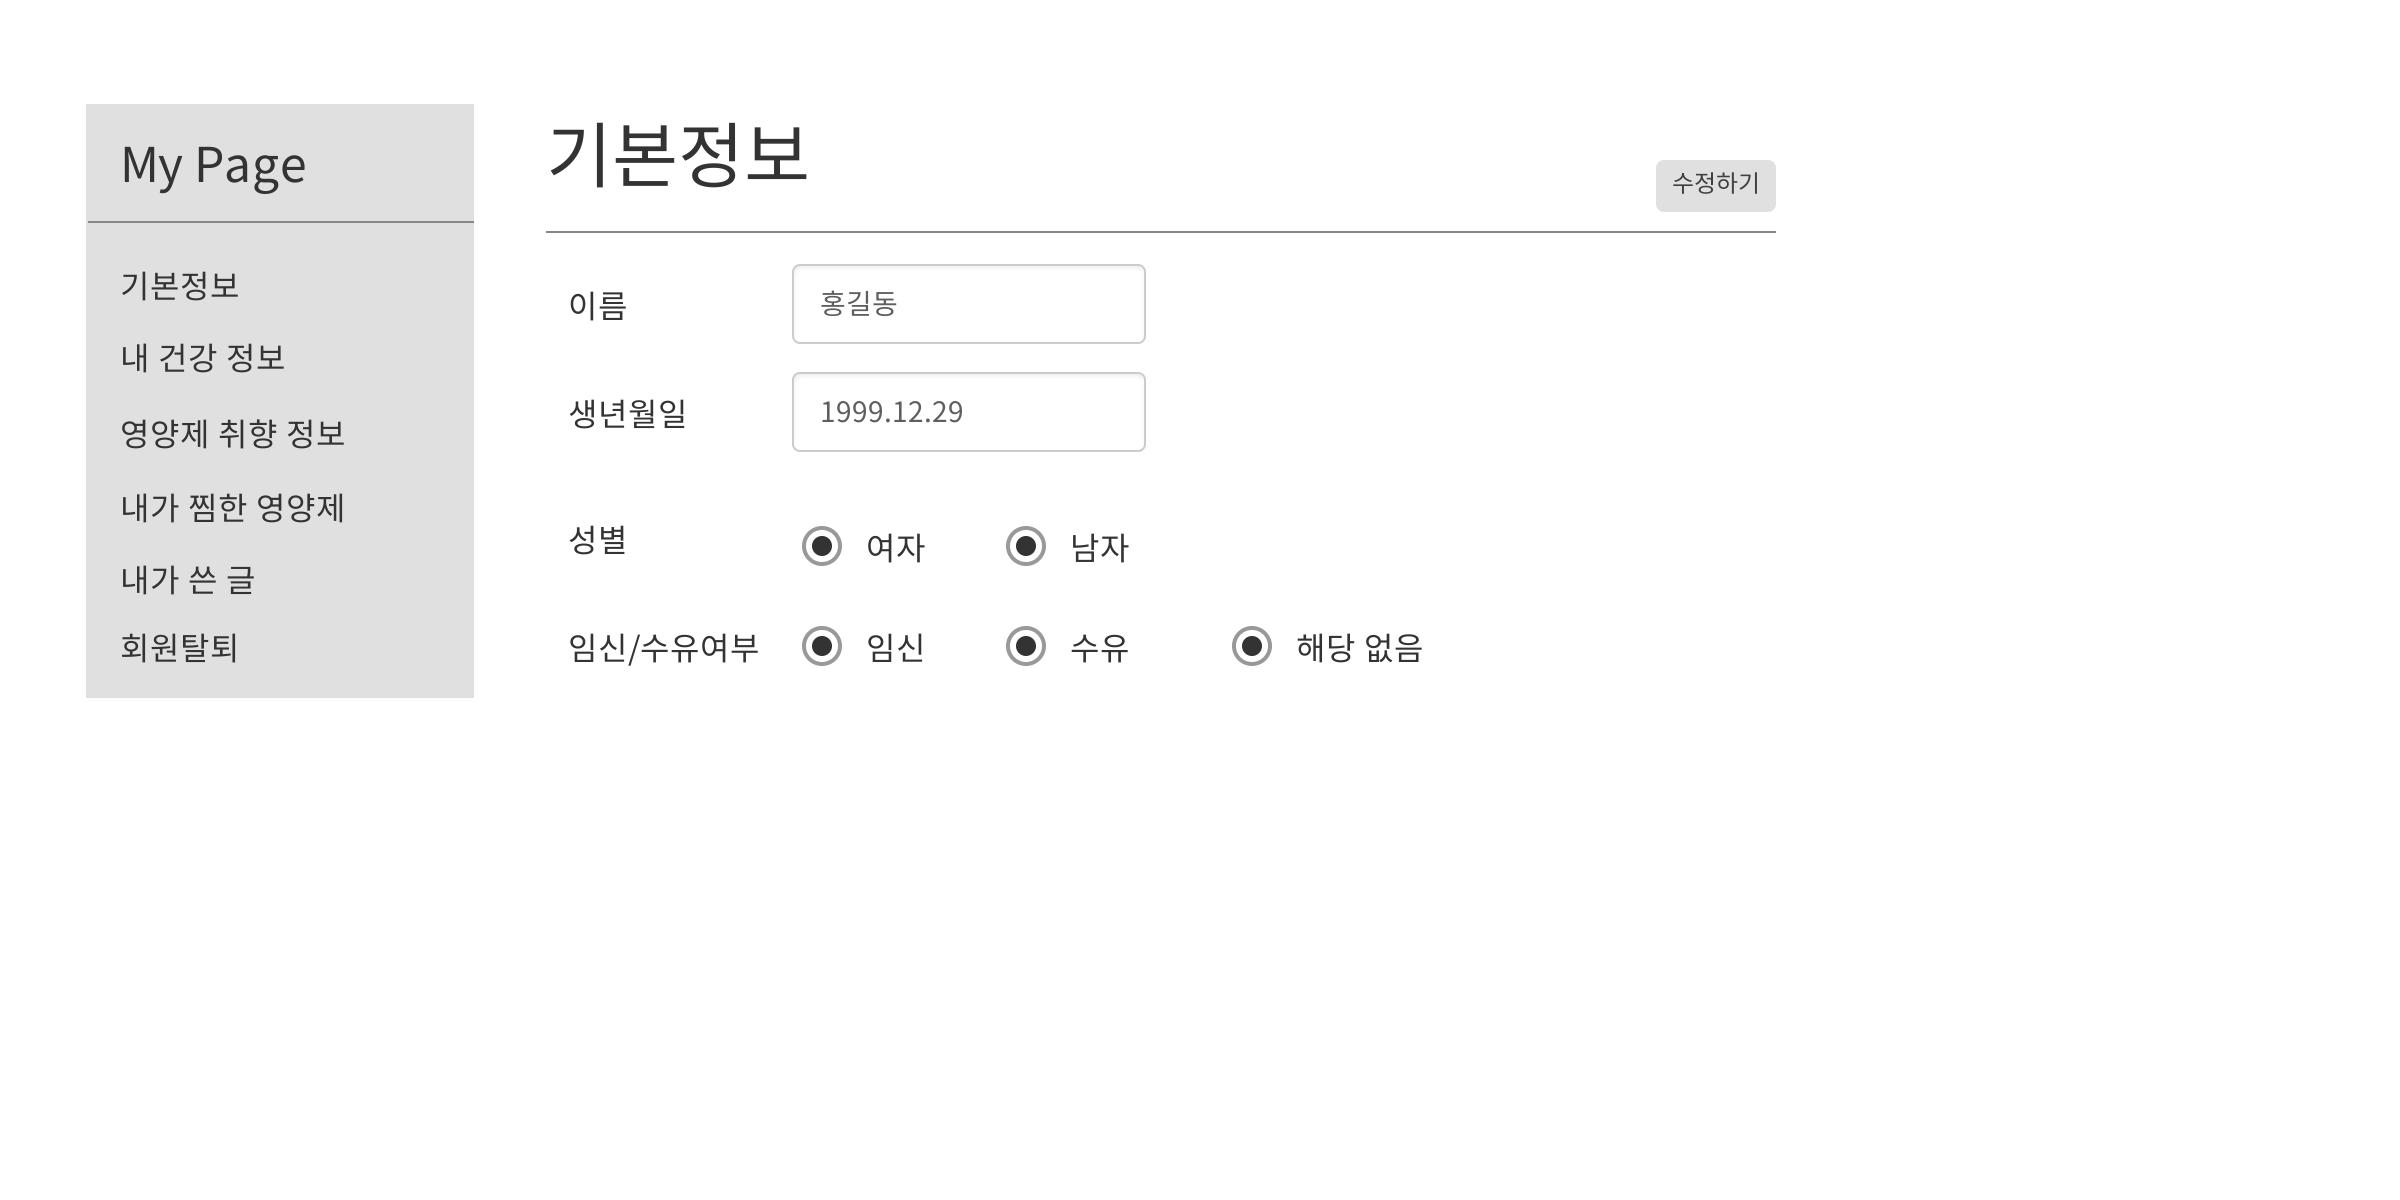 My Page
기본정보
내 건강 정보
영양제 취향 정보
내가 찜한 영양제
내가 쓴 글
회원탈퇴
기본정보
수정하기
이름
홍길동
생년월일
1999.12.29
성별 여자 남자
임신/수유여부 임신 수유 해당 없음